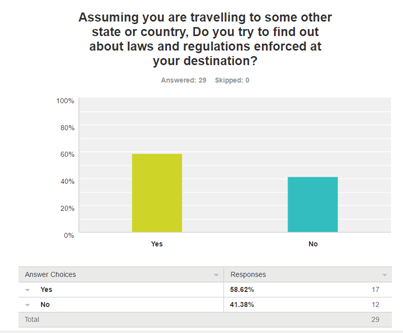 Assuming you are travelling to some other
state or country, Do you try to find out
about laws and regulations enforced at
your destination?
Answered: 29 Skipped: 0
100%
80%
60%
40%
20%
0%
Yes No
Answer Choices Responses
Yes 58.62% 17
No 41.38% 12
Total 29